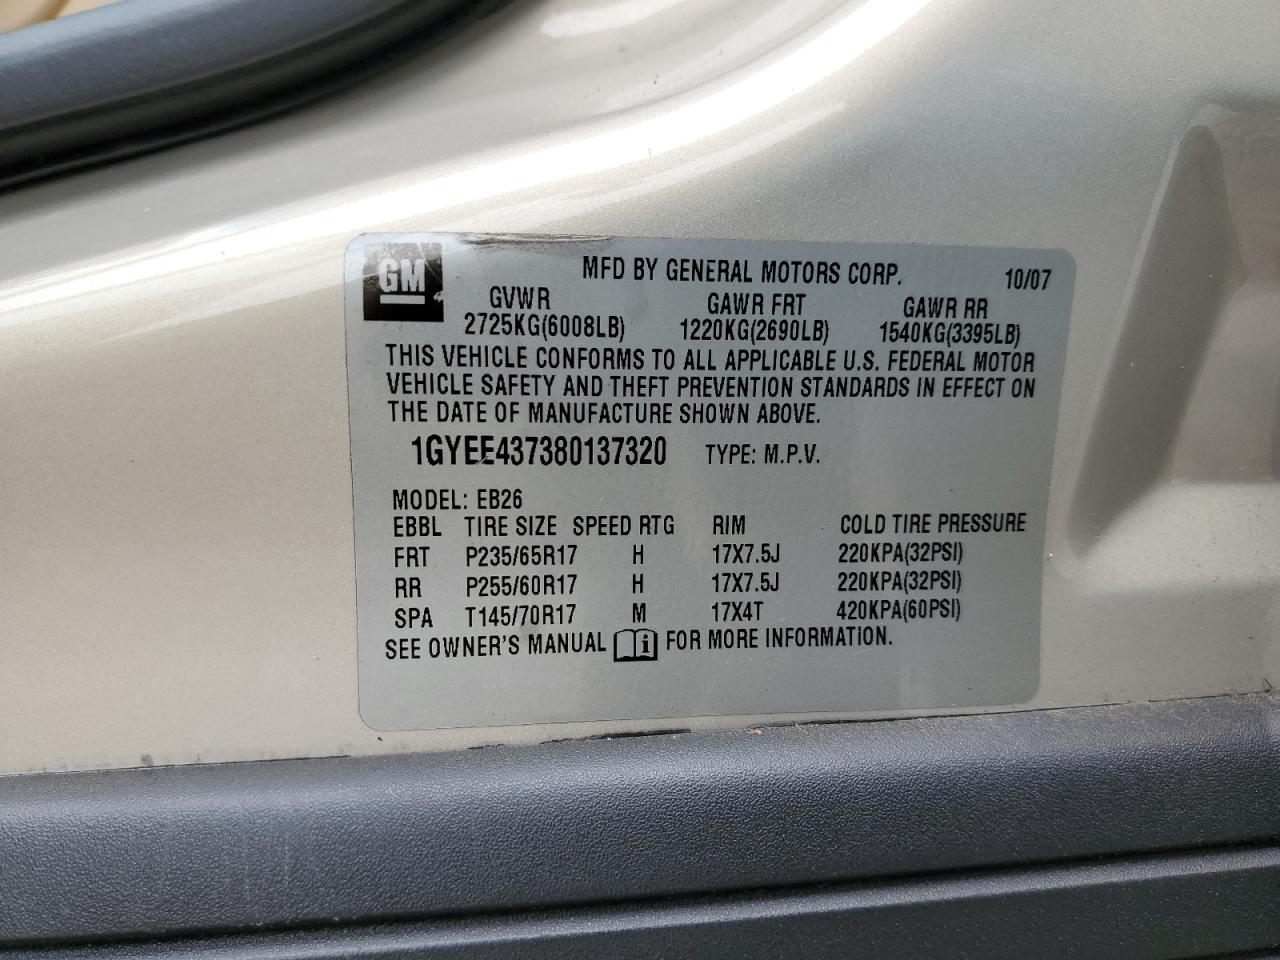 GM
MFD BY GENERAL MOTORS CORP. 10/07
GVWR GAWR FRT GAWR RR
2725KG(6008LB) 1220KG(2690LB) 1540KG(3395LB)
THIS VEHICLE CONFORMS TO ALL APPLICABLE U.S. FEDERAL MOTOR
VEHICLE SAFETY AND THEFT PREVENTION STANDARDS IN EFFECT ON
THE DATE OF MANUFACTURE SHOWN ABOVE.
1GYEE437380137320 TYPE: M.P.V.
MODEL: EB26
EBBL TIRE SIZE SPEED RTG RIM COLD TIRE PRESSURE
FRT P235/65R17 H 17X7.5J 220KPA(32PSI)
RR P255/60R17 H 17X7.5J 220KPA(32PSI)
SPA T145/70R17 M 17X4T 420KPA(60PSI)
SEE OWNER'S MANUAL i FOR MORE INFORMATION.